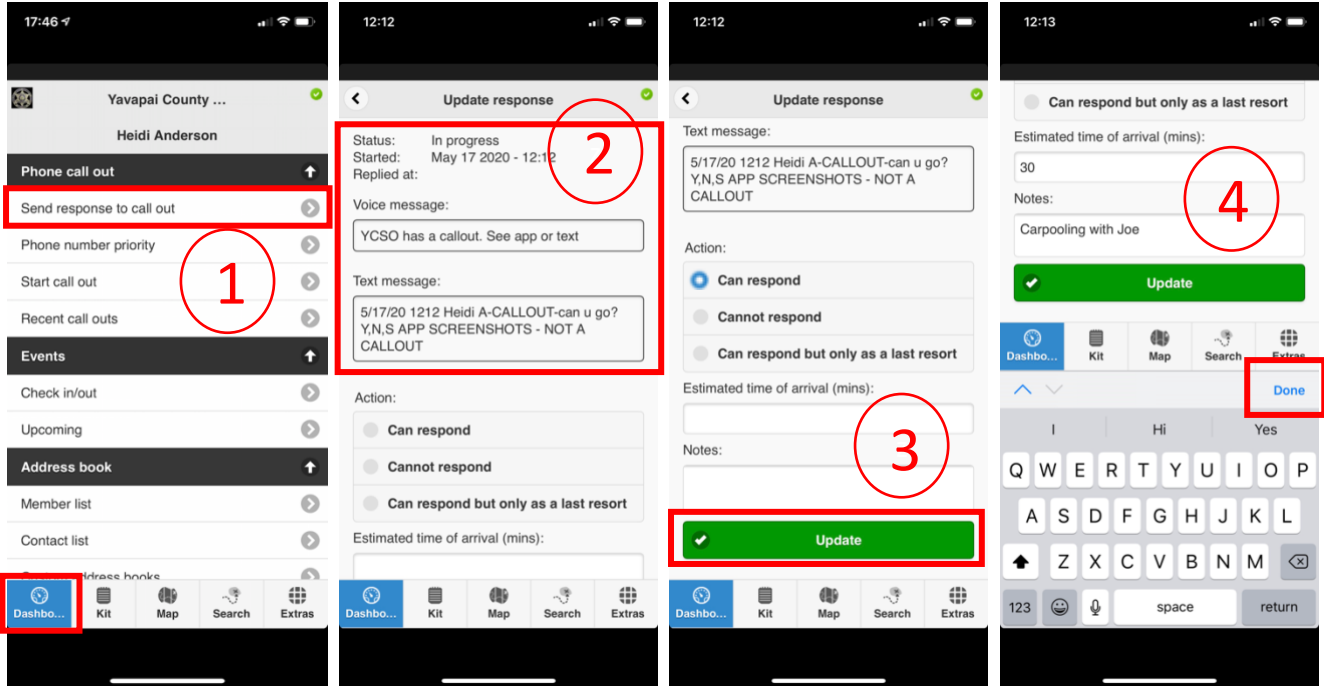 17:46
Yavapai County ...
Heidi Anderson
Phone call out
Send response to call out
Phone number priority
Start call out
Recent call outs
Events
Check in/out
Upcoming
Address book
Member list
Contact list
Dashbo...
Kit
Map
Search
Extras
1
12:12
Update response
2
Status: In progress
Started: May 17 2020 - 12:12
Replied at:
Voice message:
YCSO has a callout. See app or text
Text message:
5/17/20 1212 Heidi A-CALLOUT-can u go?
Y,N,S APP SCREENSHOTS - NOT A
CALLOUT
Action:
Can respond
Cannot respond
Can respond but only as a last resort
Estimated time of arrival (mins):
Dashbo...
Kit
Map
Search
Extras
12:12
Update response
Text message:
5/17/20 1212 Heidi A-CALLOUT-can u go?
Y,N,S APP SCREENSHOTS - NOT A
CALLOUT
Action:
Can respond
Cannot respond
Can respond but only as a last resort
Estimated time of arrival (mins):
3
Notes:
Update
Dashbo...
Kit
Map
Search
Extras
12:13
Can respond but only as a last resort
Estimated time of arrival (mins):
30
4
Notes:
Carpooling with Joe
Update
Dashbo...
Kit
Map
Search
Extras
Done
I
Hi
Yes
Q W E R T Y U I O P
A S D F G H J K L
Z X C V B N M
123
space
return